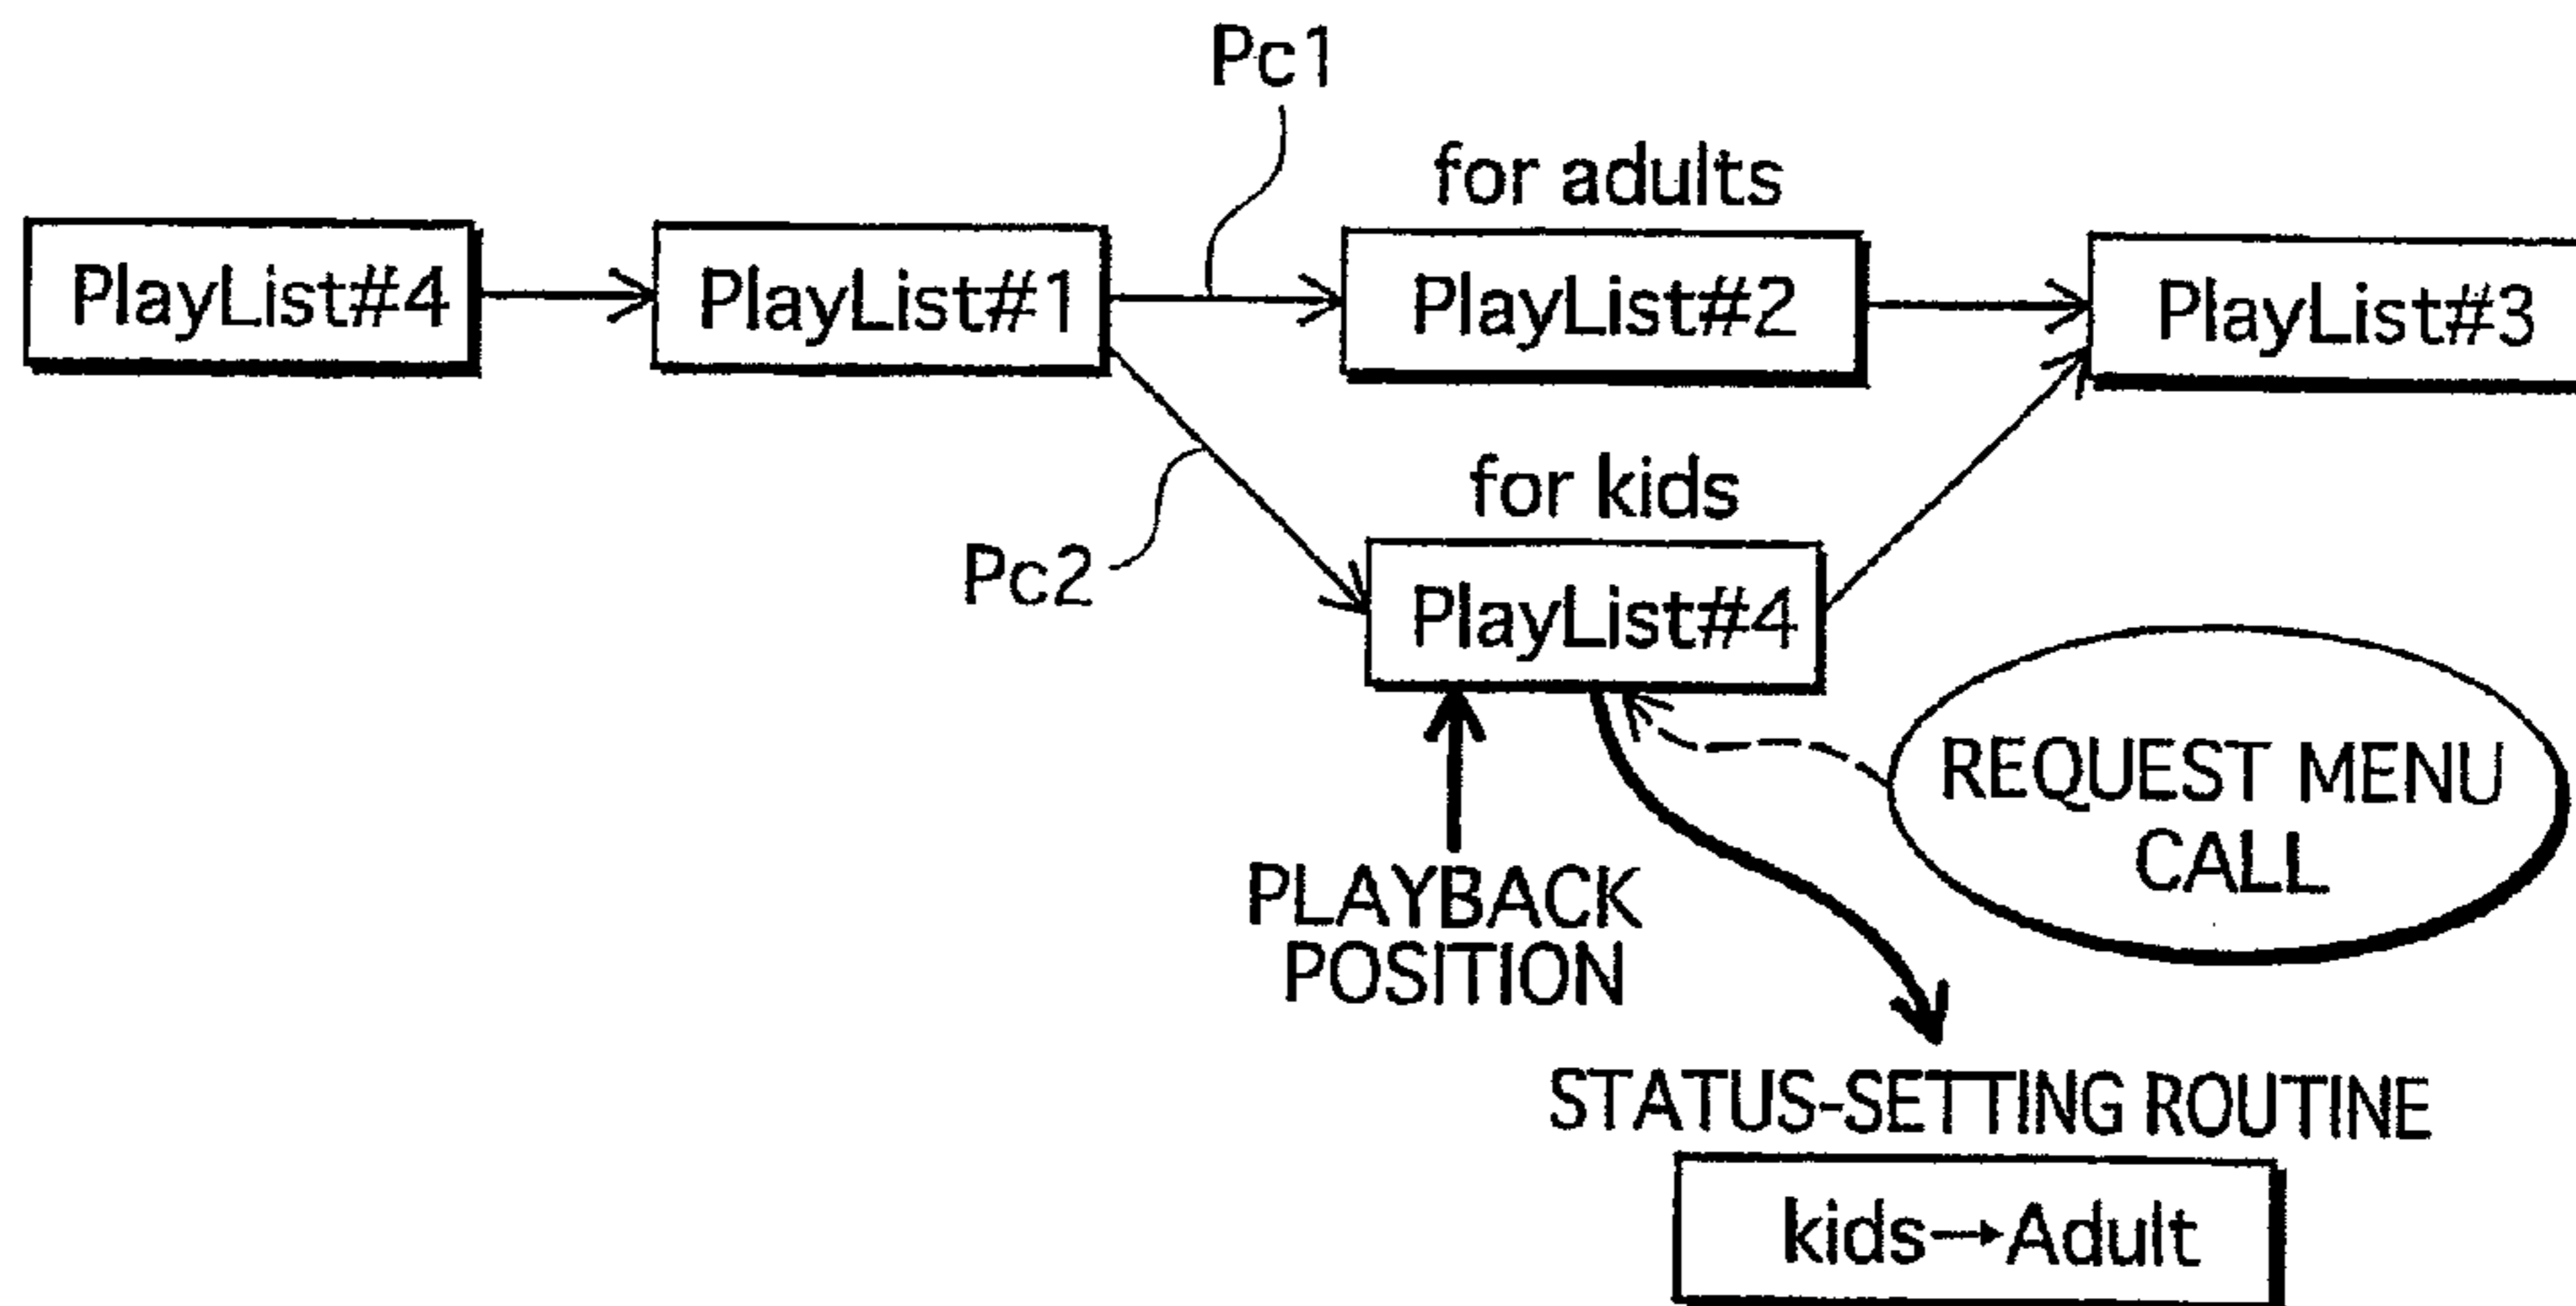 Pc1
for adults
PlayList#4
PlayList#1
PlayList#2
PlayList#3
for kids
Pc2
PlayList#4
REQUEST MENU
CALL
PLAYBACK
POSITION
STATUS-SETTING ROUTINE
kids→Adult